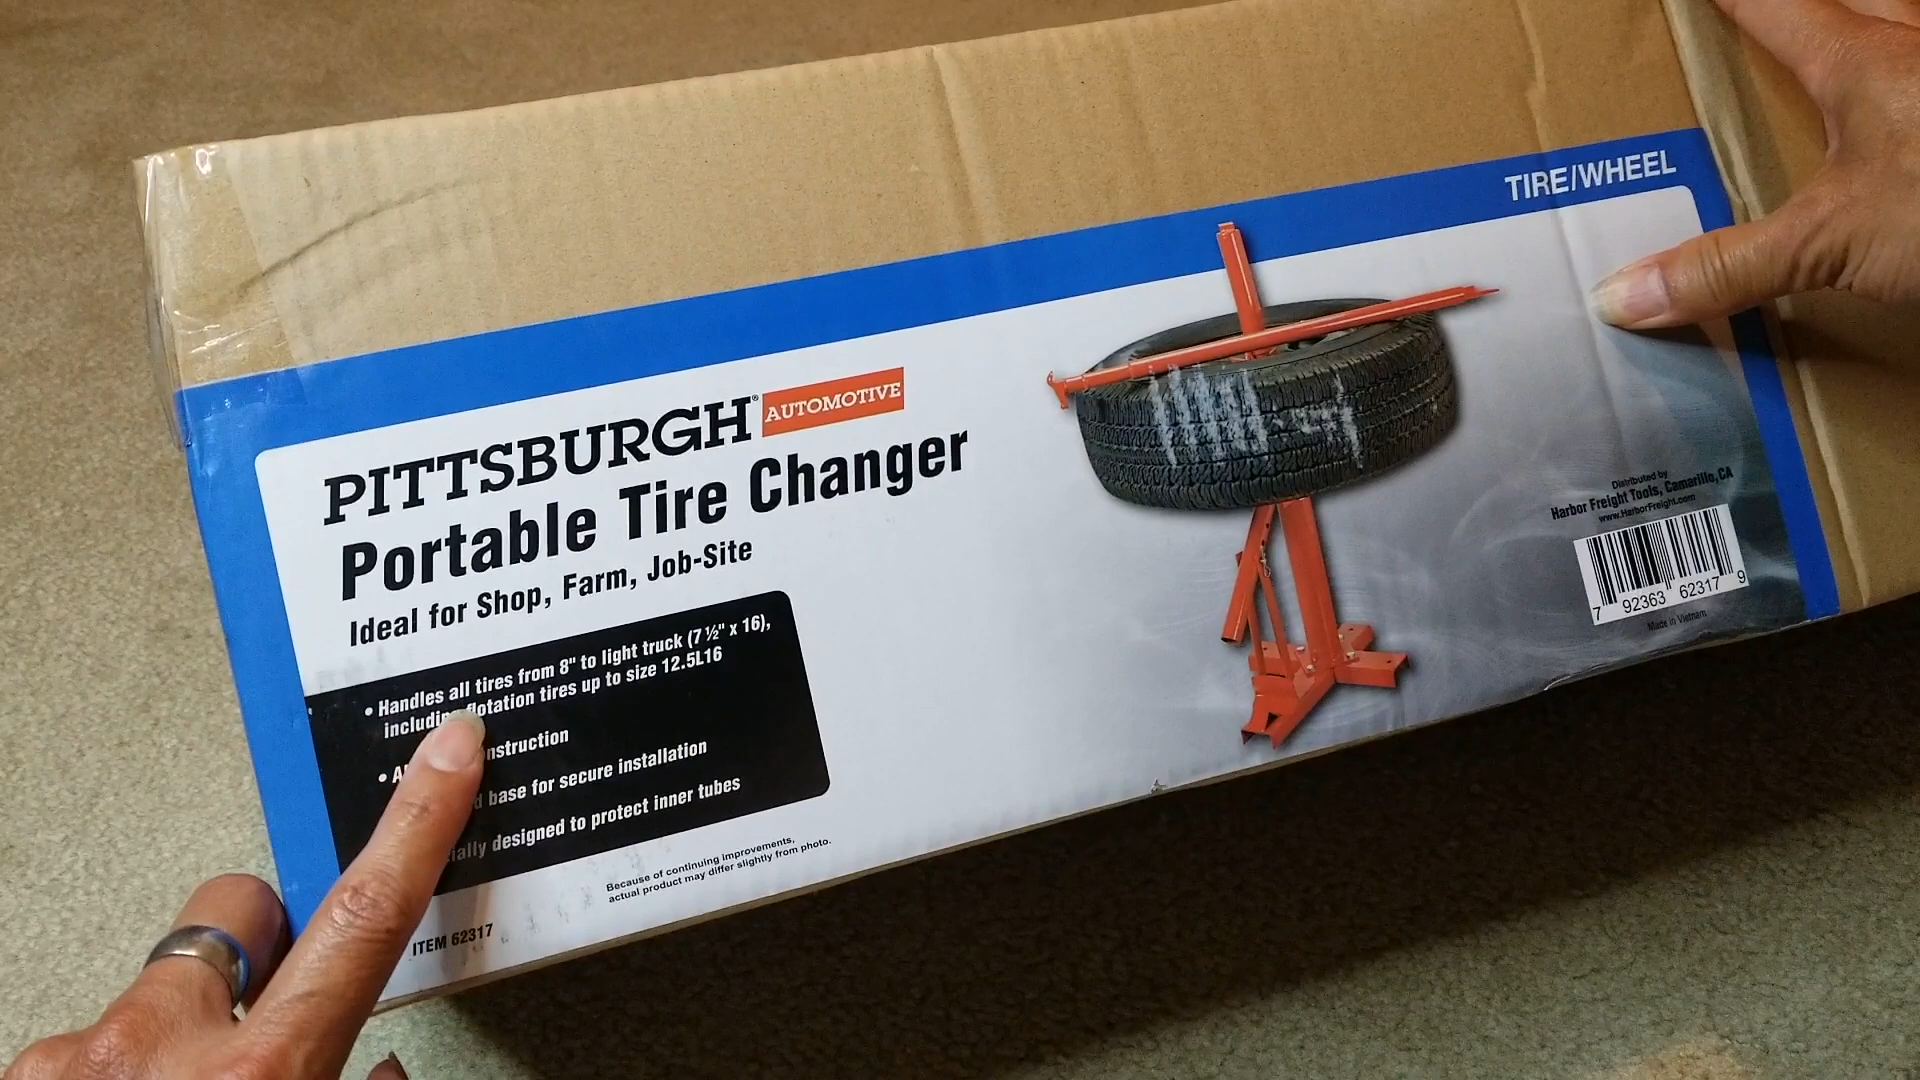 TIRE/WHEEL
PITTSBURGH® AUTOMOTIVE
Portable Tire Changer
Ideal for Shop, Farm, Job-Site
• Handles all tires from 8" to light truck (7 ½" x 16),
including flotation tires up to size 12.5L16
•
base for secure installation
designed to protect inner tubes
Because of continuing improvements,
actual product may differ slightly from photo.
ITEM 62317
Distributed by
Harbor Freight Tools, Camarillo, CA
www.HarborFreight.com
7 92363 62317 9
Made in Vietnam